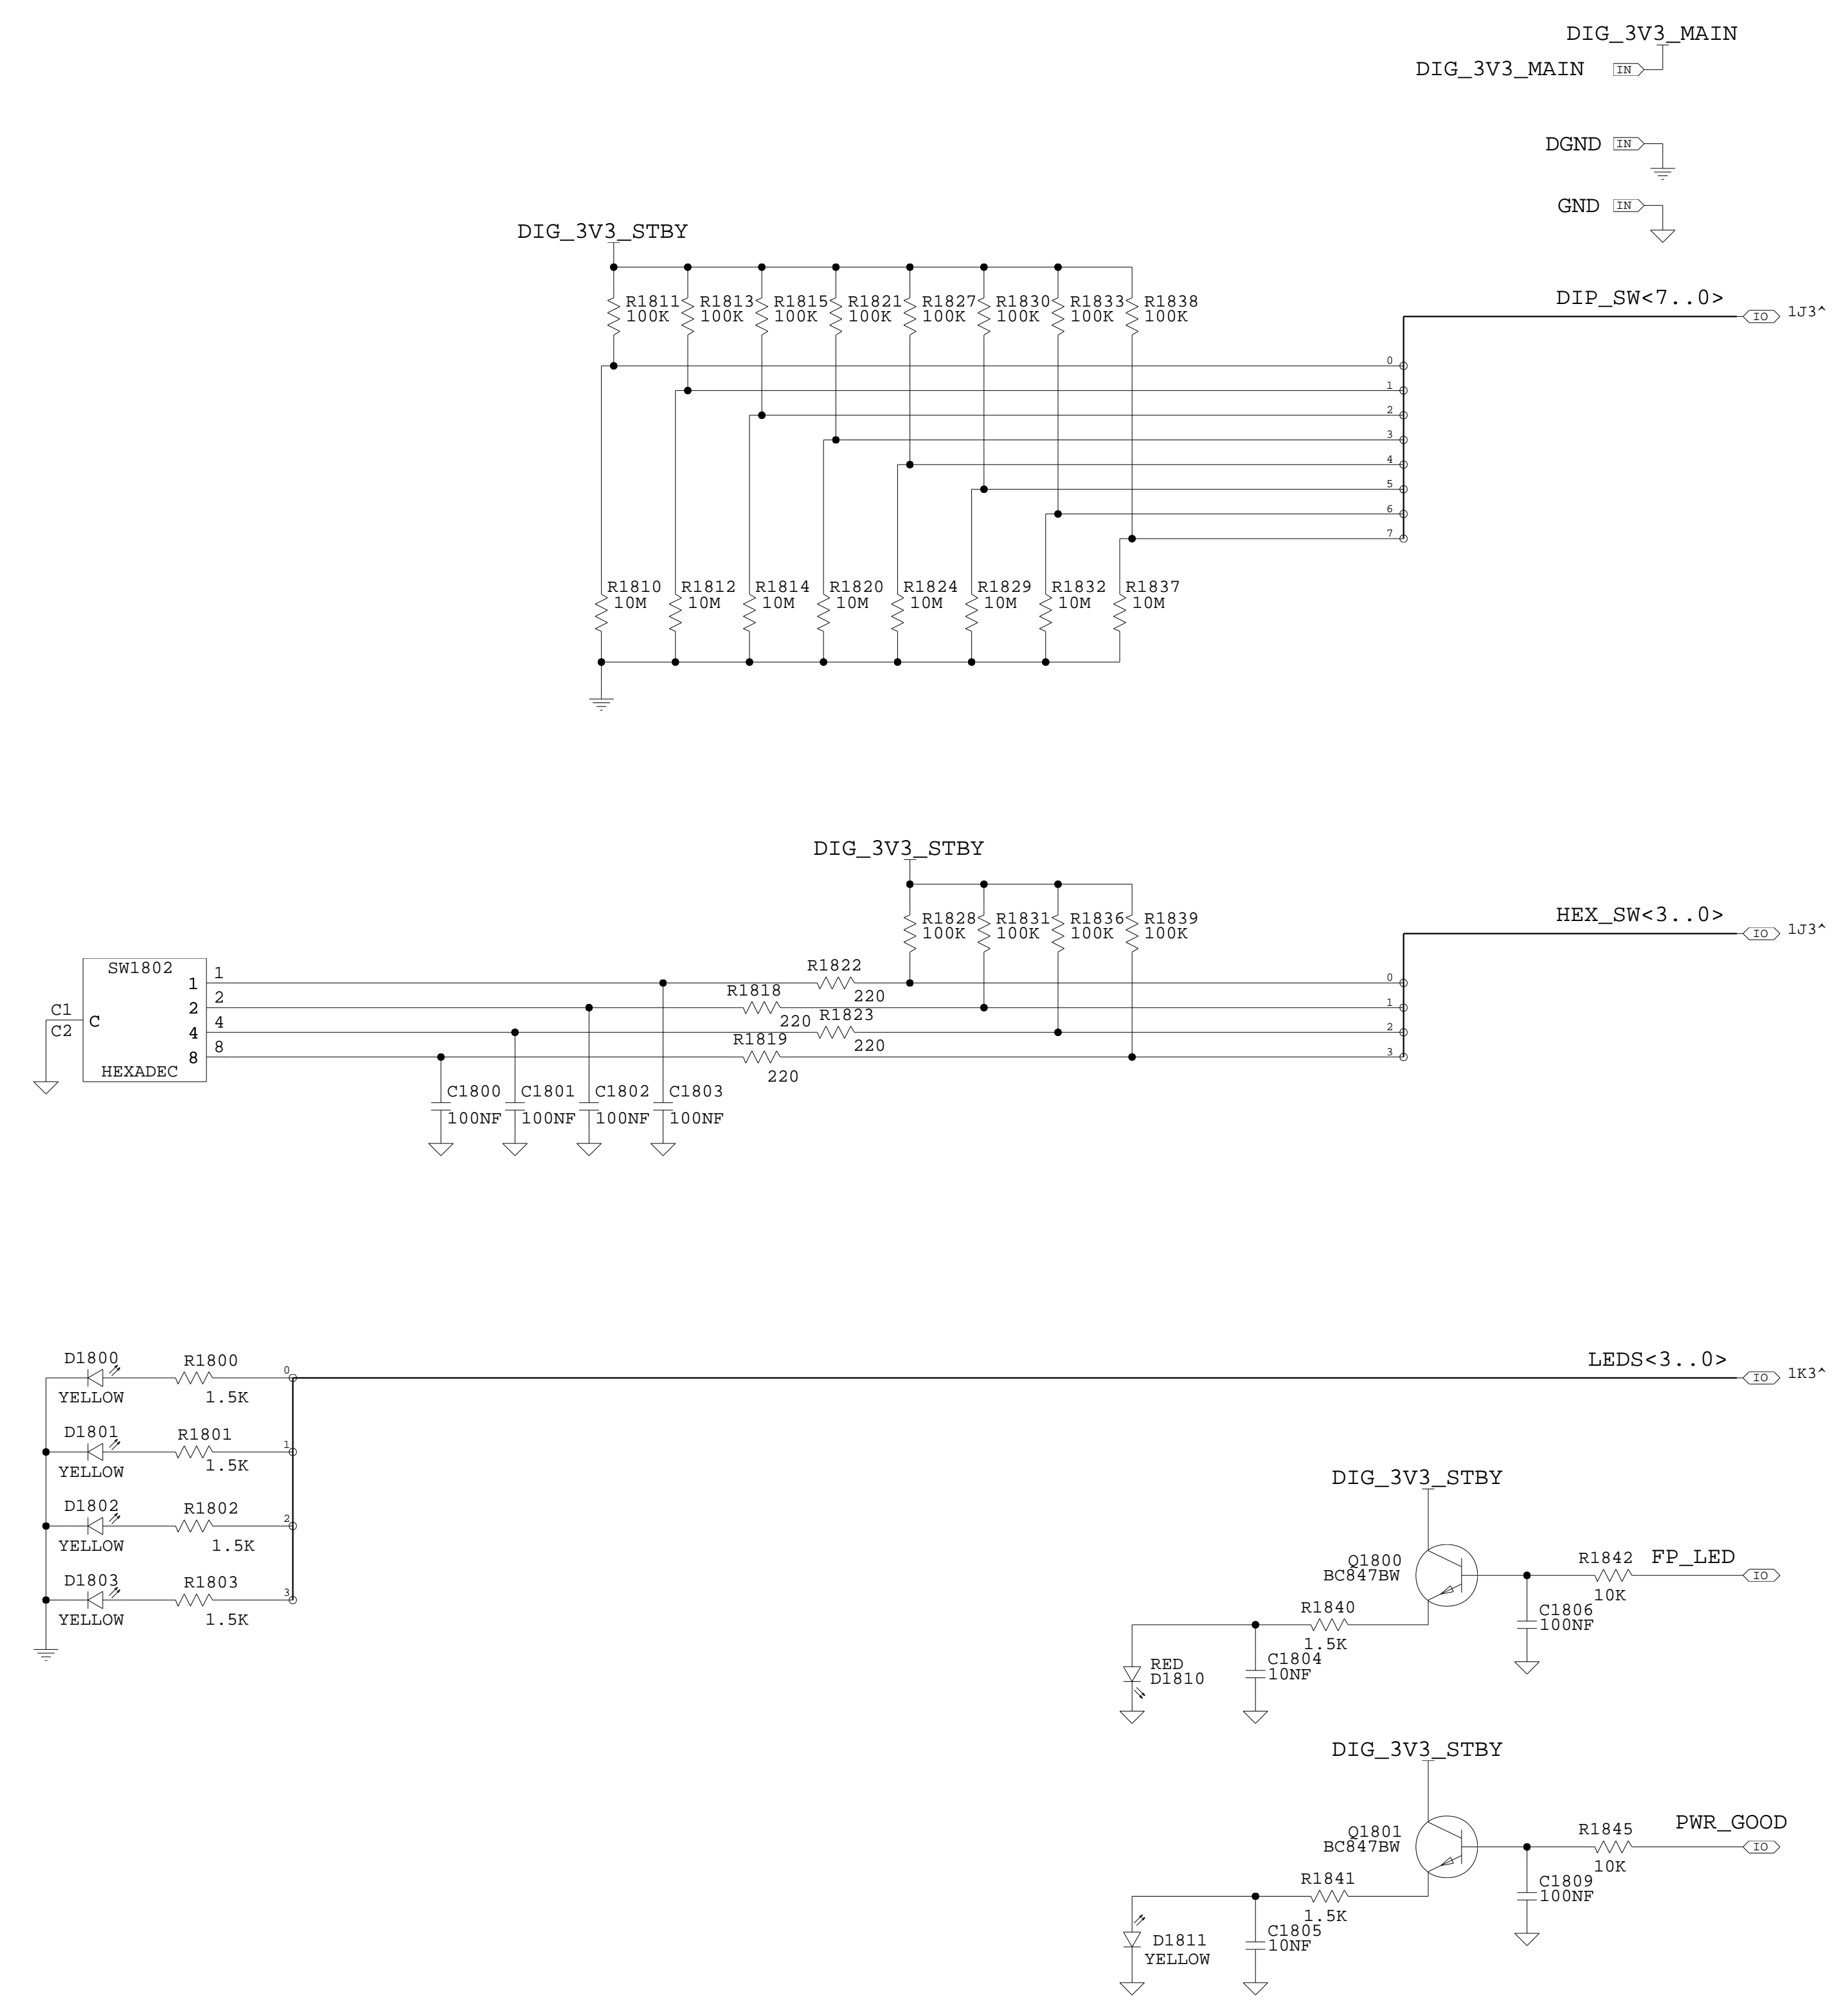 DIG_3V3_MAIN
DIG_3V3_MAIN IN
DGND IN
GND IN
DIG_3V3_STBY
R1811 R1813 R1815 R1821 R1827 R1830 R1833 R1838
100K 100K 100K 100K 100K 100K 100K 100K
DIP_SW<7..0> IO 1J3^
0
1
2
3
4
5
6
7
R1810 R1812 R1814 R1820 R1824 R1829 R1832 R1837
10M 10M 10M 10M 10M 10M 10M 10M
DIG_3V3_STBY
R1828 R1831 R1836 R1839
100K 100K 100K 100K
HEX_SW<3..0> IO 1J3^
SW1802
C1
C2
C
1 1
2 2
4 4
8 8
HEXADEC
R1822
220
R1818
220
R1823
220
R1819
220
0
1
2
3
C1800 C1801 C1802 C1803
100NF 100NF 100NF 100NF
LEDS<3..0> IO 1K3^
D1800 R1800 0
YELLOW 1.5K
D1801 R1801 1
YELLOW 1.5K
D1802 R1802 2
YELLOW 1.5K
D1803 R1803 3
YELLOW 1.5K
DIG_3V3_STBY
Q1800
BC847BW
R1842 FP_LED IO
10K
C1806
100NF
R1840
1.5K
C1804
10NF
RED
D1810
DIG_3V3_STBY
Q1801
BC847BW
R1845 PWR_GOOD IO
10K
C1809
100NF
R1841
1.5K
C1805
10NF
D1811
YELLOW